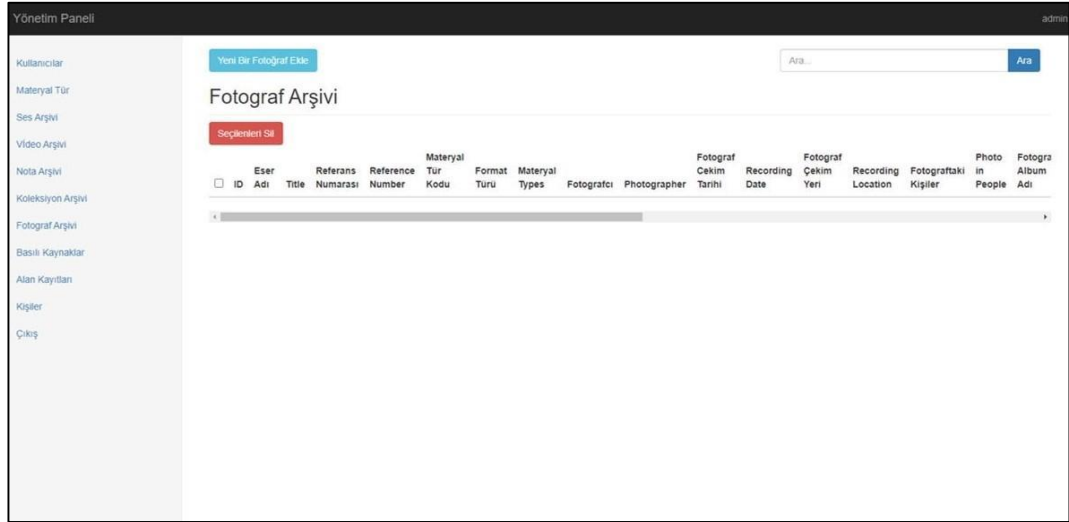 Yönetim Paneli
admin
Kullanıcılar
Materyal Tür
Ses Arşivi
Video Arşivi
Nota Arşivi
Koleksiyon Arşivi
Fotograf Arşivi
Basılı Kaynaklar
Alan Kayıtları
Kişiler
Çıkış
Yeni Bir Fotoğraf Ekle
Ara...
Ara
Fotograf Arşivi
Seçilenleri Sil
ID
Eser
Adı
Title
Referans
Numarası
Reference
Number
Materyal
Tür
Kodu
Format
Türü
Materyal
Types
Fotografcı
Photographer
Fotograf
Cekim
Tarihi
Recording
Date
Fotograf
Çekim
Yeri
Recording
Location
Fotograftaki
Kişiler
Photo
in
People
Fotogra
Album
Adı